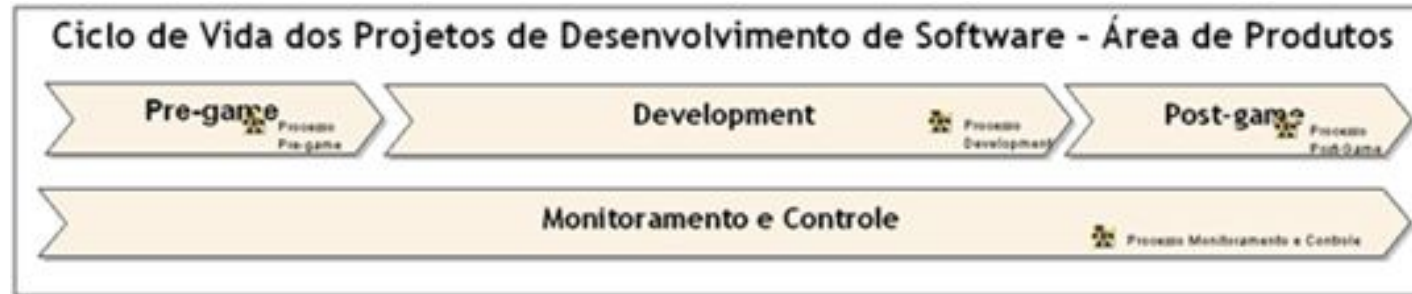 Ciclo de Vida dos Projetos de Desenvolvimento de Software - Área de Produtos
Pre-game
Processo
Pre-game
Development
Processo
Development
Post-game
Processo
Post-Game
Monitoramento e Controle
Processo Monitoramento e Controle